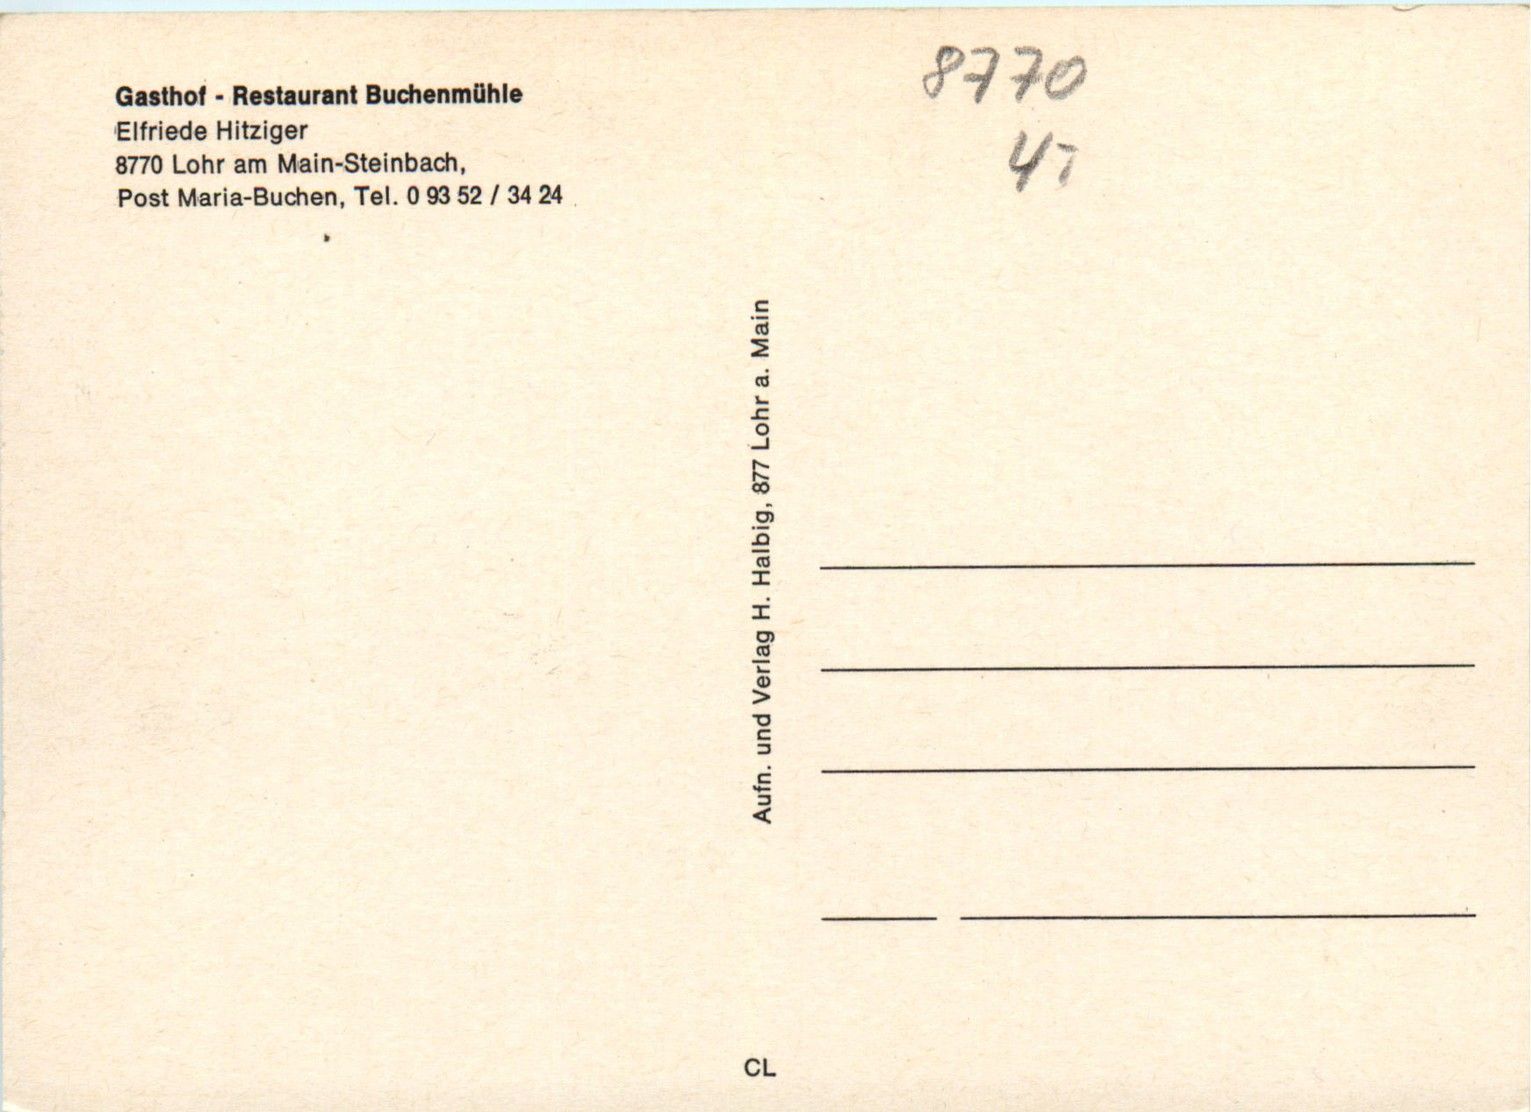 Gasthof - Restaurant Buchenmühle
Elfriede Hitziger
8770 Lohr am Main-Steinbach,
Post Maria-Buchen, Tel. 0 93 52 / 34 24
8770
Aufn. und Verlag H. Halbig, 877 Lohr a. Main
CL